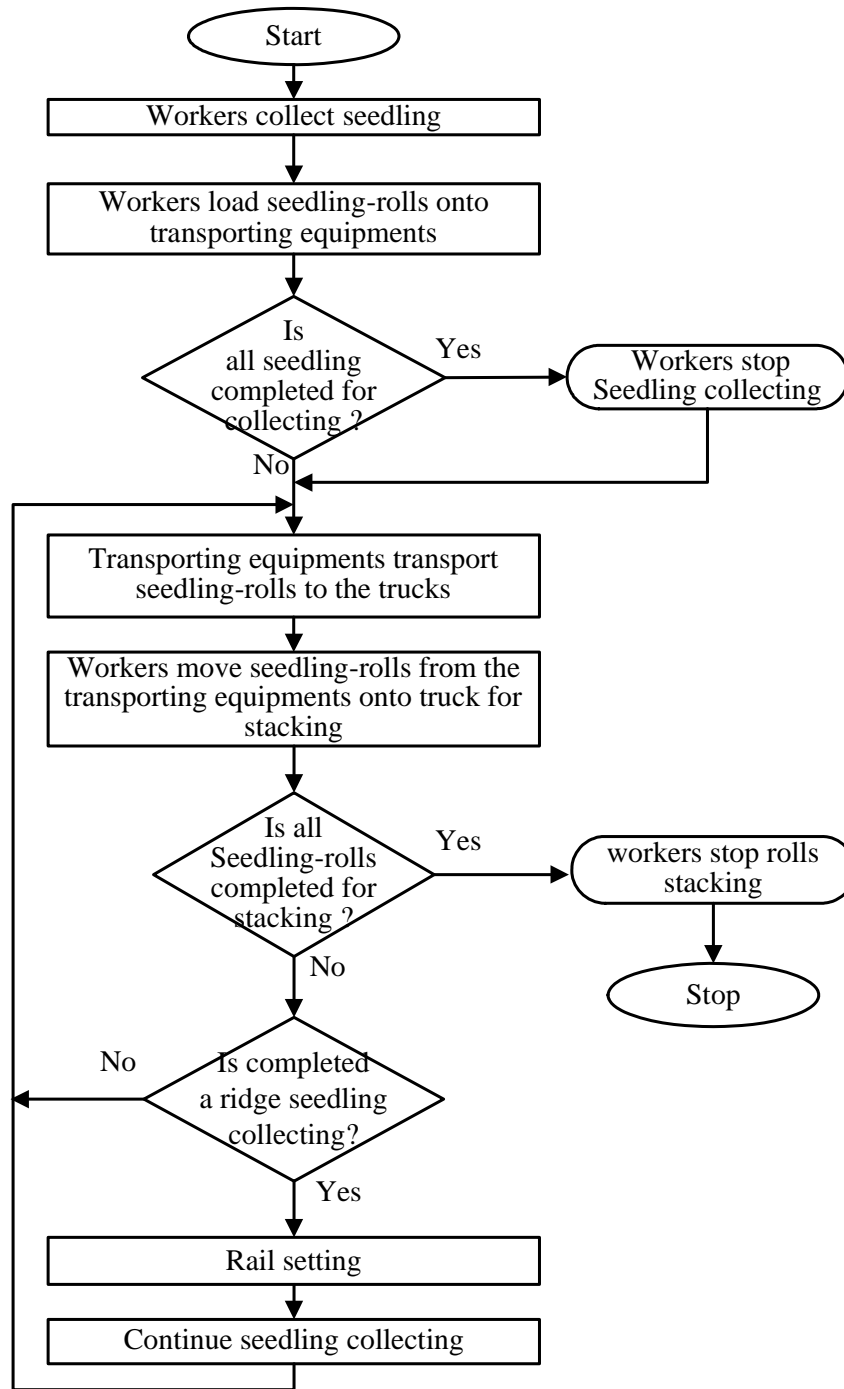 Start
Workers collect seedling
Workers load seedling-rolls onto
transporting equipments
Is
all seedling
completed for
collecting ?
Yes
Workers stop
Seedling collecting
No
Transporting equipments transport
seedling-rolls to the trucks
Workers move seedling-rolls from the
transporting equipments onto truck for
stacking
Is all
Seedling-rolls
completed for
stacking ?
Yes
workers stop rolls
stacking
No
Stop
Is completed
a ridge seedling
collecting?
No
Yes
Rail setting
Continue seedling collecting